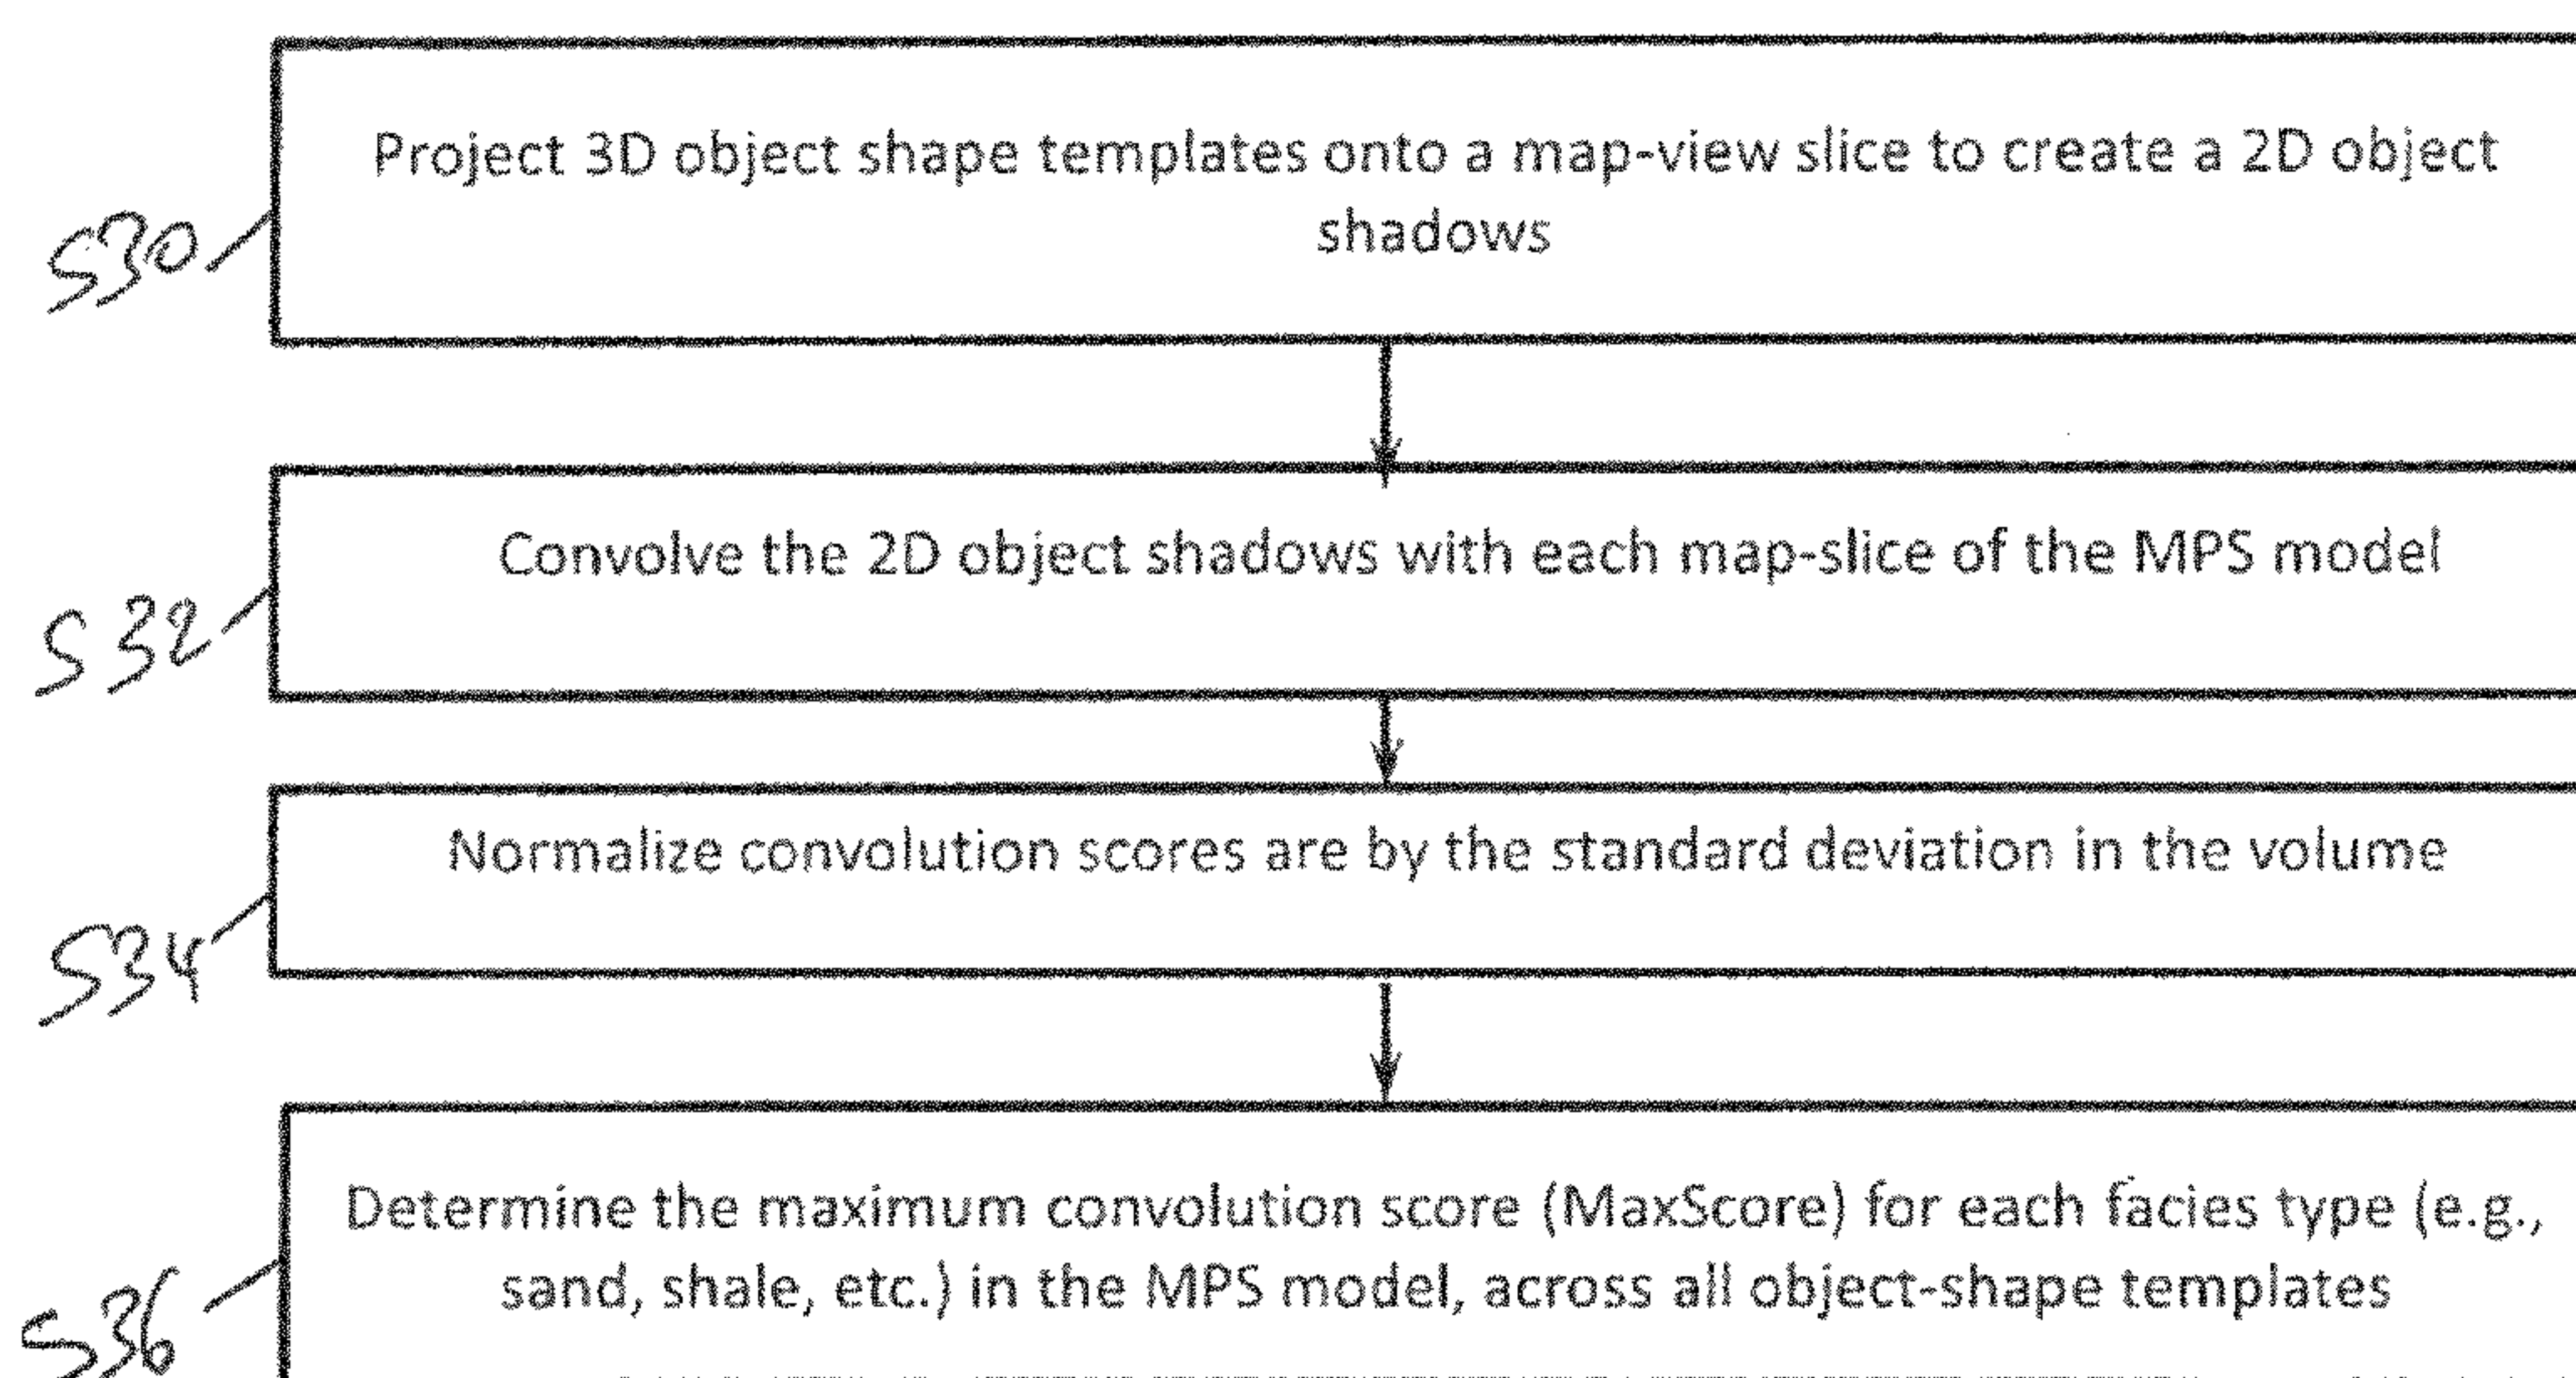 Project 3D object shape templates onto a map-view slice to create a 2D object
shadows
S30
Convolve the 2D object shadows with each map-slice of the MPS model
S32
Normalize convolution scores are by the standard deviation in the volume
S34
Determine the maximum convolution score (MaxScore) for each facies type (e.g.,
sand, shale, etc.) in the MPS model, across all object-shape templates
S36